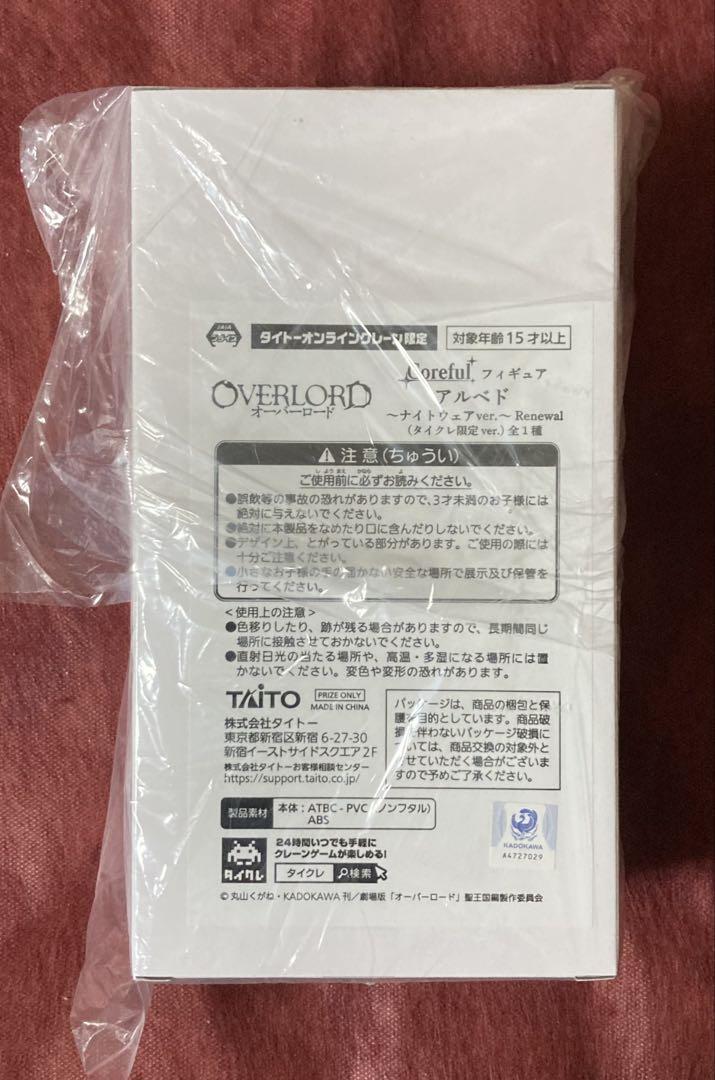 JAIA
プライズ
タイトーオンラインクレーン限定
対象年齢15才以上
OVERLORD
オーバーロード
Coreful フィギュア
アルベド
～ナイトウェアver.～ Renewal
(タイクレ限定ver.) 全1種
注意(ちゅうい)
しようまえ かなら よ
ご使用前に必ずお読みください。
●誤飲等の事故の恐れがありますので、3才未満のお子様には
絶対に与えないでください。
●絶対に本製品をなめたり口に含んだりしないでください。
●デザイン上、とがっている部分があります。ご使用の際には
十分ご注意ください。
●小さなお子様の手の届かない安全な場所で展示及び保管を
行ってください。
<使用上の注意>
●色移りしたり、跡が残る場合がありますので、長期間同じ
場所に接触させておかないでください。
●直射日光の当たる場所や、高温・多湿になる場所には置
かないでください。変色や変形の恐れがあります。
TAITO
PRIZE ONLY
MADE IN CHINA
株式会社タイトー
東京都新宿区新宿6-27-30
新宿イーストサイドスクエア2F
株式会社タイトーお客様相談センター
https://support.taito.co.jp/
パッケージは、商品の梱包と保
護を目的としています。商品破
損を伴わないパッケージ破損に
ついては、商品交換の対象外と
させていただく場合がございま
すので予めご了承ください。
製品素材
本体：ATBC-PVC(ノンフタル)
ABS
KADOKAWA
A4727029
タイクレ
24時間いつでも手軽に
クレーンゲームが楽しめる!
タイクレ 検索
©丸山くがね・KADOKAWA刊/劇場版「オーバーロード」聖王国編製作委員会